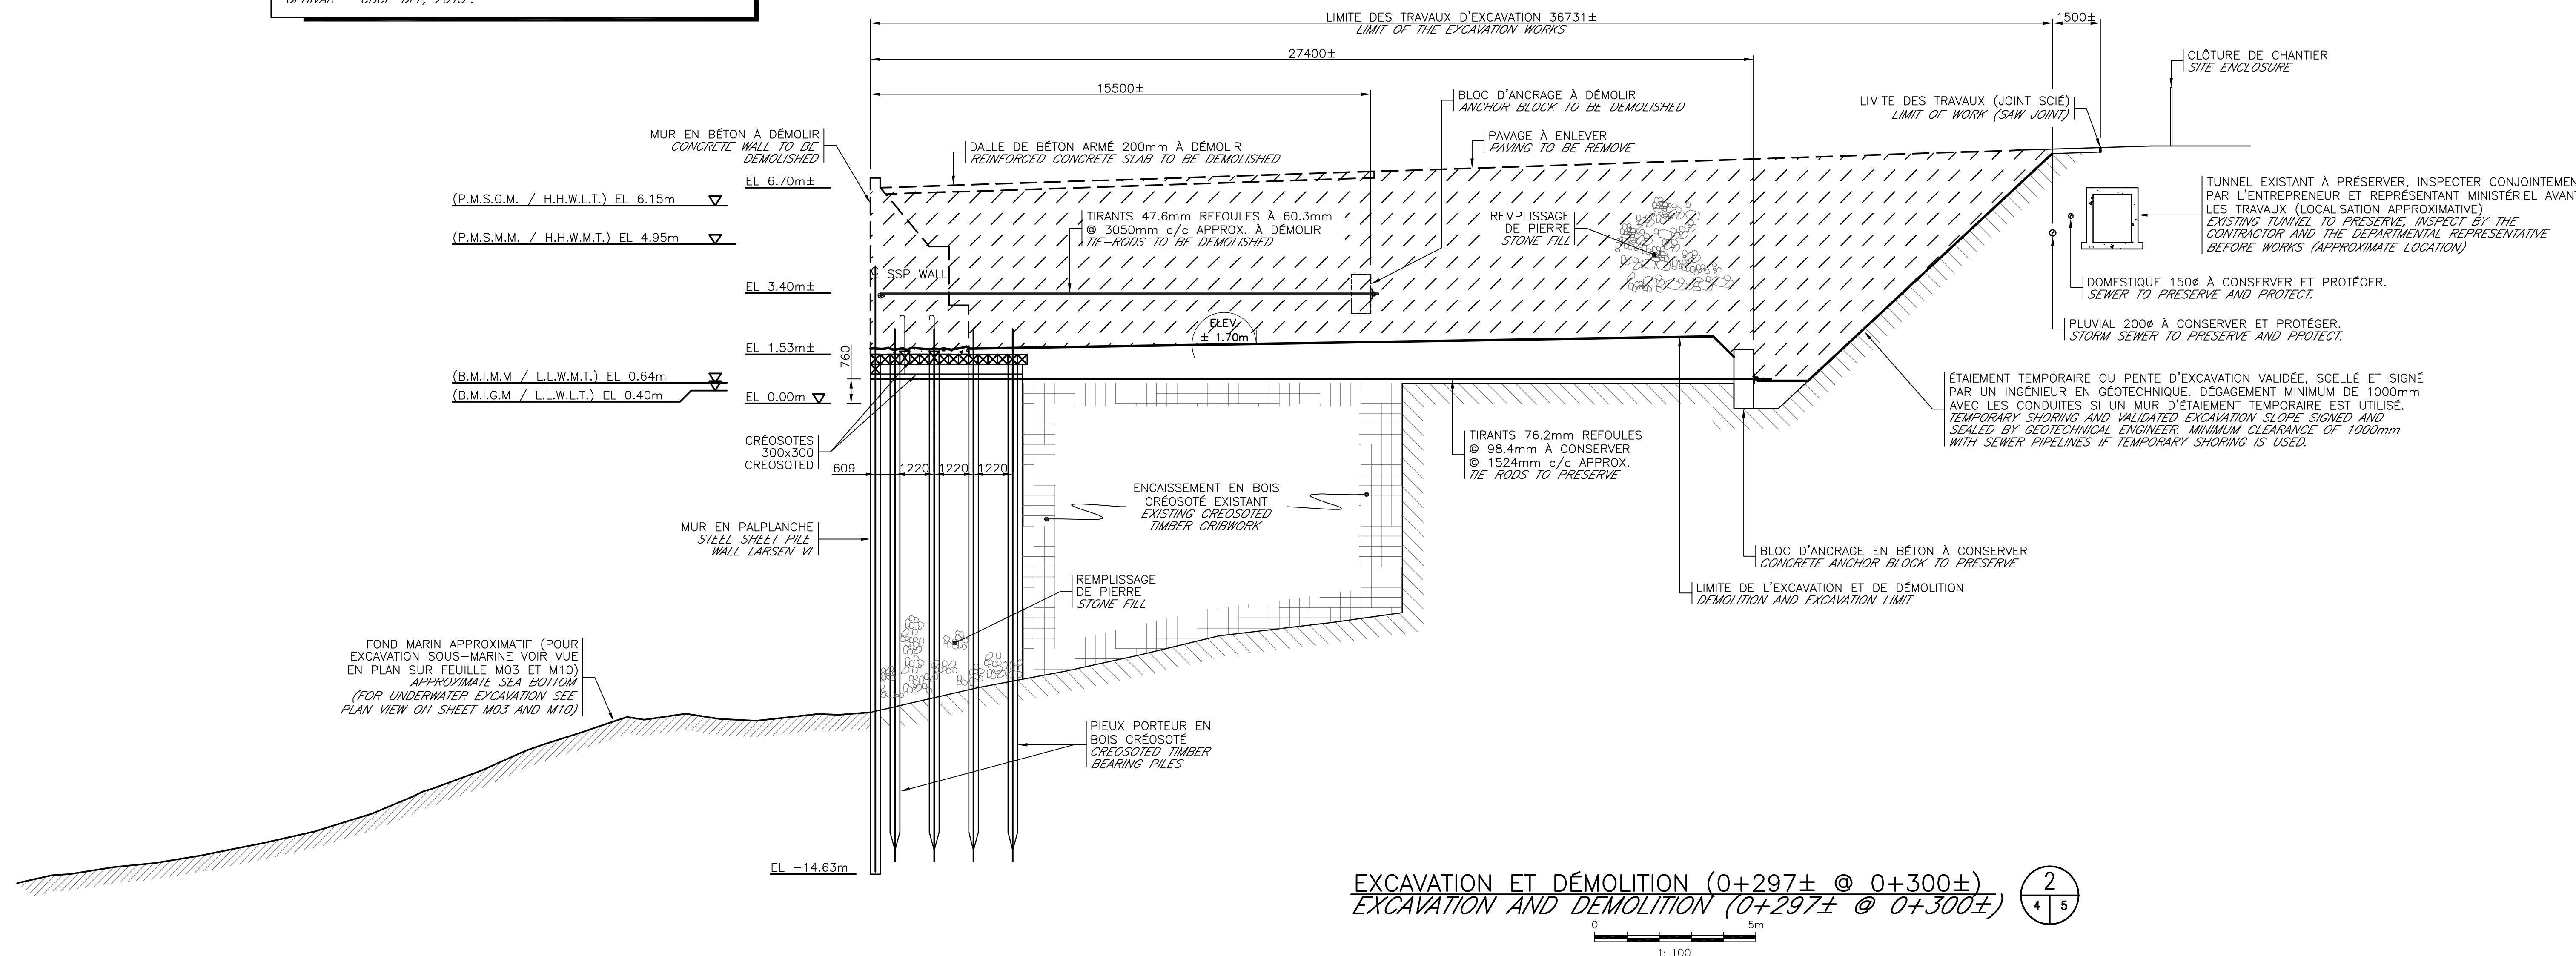 LIMITE DES TRAVAUX D'EXCAVATION 36731±
LIMIT OF THE EXCAVATION WORKS
1500±
27400±
15500±
CLÔTURE DE CHANTIER
SITE ENCLOSURE
BLOC D'ANCRAGE À DÉMOLIR
ANCHOR BLOCK TO BE DEMOLISHED
LIMITE DES TRAVAUX (JOINT SCIÉ)
LIMIT OF WORK (SAW JOINT)
MUR EN BÉTON À DÉMOLIR
CONCRETE WALL TO BE
DEMOLISHED
DALLE DE BÉTON ARMÉ 200mm À DÉMOLIR
REINFORCED CONCRETE SLAB TO BE DEMOLISHED
PAVAGE À ENLEVER
PAVING TO BE REMOVE
EL 6.70m±
(P.M.S.G.M. / H.H.W.L.T.) EL 6.15m
(P.M.S.M.M. / H.H.W.M.T.) EL 4.95m
TIRANTS 47.6mm REFOULES À 60.3mm
@ 3050mm c/c APPROX. À DÉMOLIR
TIE-RODS TO BE DEMOLISHED
REMPLISSAGE
DE PIERRE
STONE FILL
TUNNEL EXISTANT À PRÉSERVER, INSPECTER CONJOINTEMEN
PAR L'ENTREPRENEUR ET REPRÉSENTANT MINISTÉRIEL AVANT
LES TRAVAUX (LOCALISATION APPROXIMATIVE)
EXISTING TUNNEL TO PRESERVE, INSPECT BY THE
CONTRACTOR AND THE DEPARTMENTAL REPRESENTATIVE
BEFORE WORKS (APPROXIMATE LOCATION)
℄ SSP WALL
EL 3.40m±
DOMESTIQUE 150ø À CONSERVER ET PROTÉGER.
SEWER TO PRESERVE AND PROTECT.
ELEV.
± 1.70m
PLUVIAL 200ø À CONSERVER ET PROTÉGER.
STORM SEWER TO PRESERVE AND PROTECT.
EL 1.53m±
760
(B.M.I.M.M / L.L.W.M.T.) EL 0.64m
(B.M.I.G.M / L.L.W.L.T.) EL 0.40m
EL 0.00m
ÉTAIEMENT TEMPORAIRE OU PENTE D'EXCAVATION VALIDÉE, SCELLÉ ET SIGNÉ
PAR UN INGÉNIEUR EN GÉOTECHNIQUE. DÉGAGEMENT MINIMUM DE 1000mm
AVEC LES CONDUITES SI UN MUR D'ÉTAIEMENT TEMPORAIRE EST UTILISÉ.
TEMPORARY SHORING AND VALIDATED EXCAVATION SLOPE SIGNED AND
SEALED BY GEOTECHNICAL ENGINEER. MINIMUM CLEARANCE OF 1000mm
WITH SEWER PIPELINES IF TEMPORARY SHORING IS USED.
CRÉOSOTES
300x300
CREOSOTED
609
1220
1220
1220
TIRANTS 76.2mm REFOULES
@ 98.4mm À CONSERVER
@ 1524mm c/c APPROX.
TIE-RODS TO PRESERVE
ENCAISSEMENT EN BOIS
CRÉOSOTÉ EXISTANT
EXISTING CREOSOTED
TIMBER CRIBWORK
MUR EN PALPLANCHE
STEEL SHEET PILE
WALL LARSEN VI
BLOC D'ANCRAGE EN BÉTON À CONSERVER
CONCRETE ANCHOR BLOCK TO PRESERVE
REMPLISSAGE
DE PIERRE
STONE FILL
LIMITE DE L'EXCAVATION ET DE DÉMOLITION
DEMOLITION AND EXCAVATION LIMIT
FOND MARIN APPROXIMATIF (POUR
EXCAVATION SOUS-MARINE VOIR VUE
EN PLAN SUR FEUILLE M03 ET M10)
APPROXIMATE SEA BOTTOM
(FOR UNDERWATER EXCAVATION SEE
PLAN VIEW ON SHEET M03 AND M10)
PIEUX PORTEUR EN
BOIS CRÉOSOTÉ
CREOSOTED TIMBER
BEARING PILES
EL -14.63m
EXCAVATION ET DÉMOLITION (0+297± @ 0+300±)
EXCAVATION AND DEMOLITION (0+297± @ 0+300±)
2
4 5
0 5m
1: 100